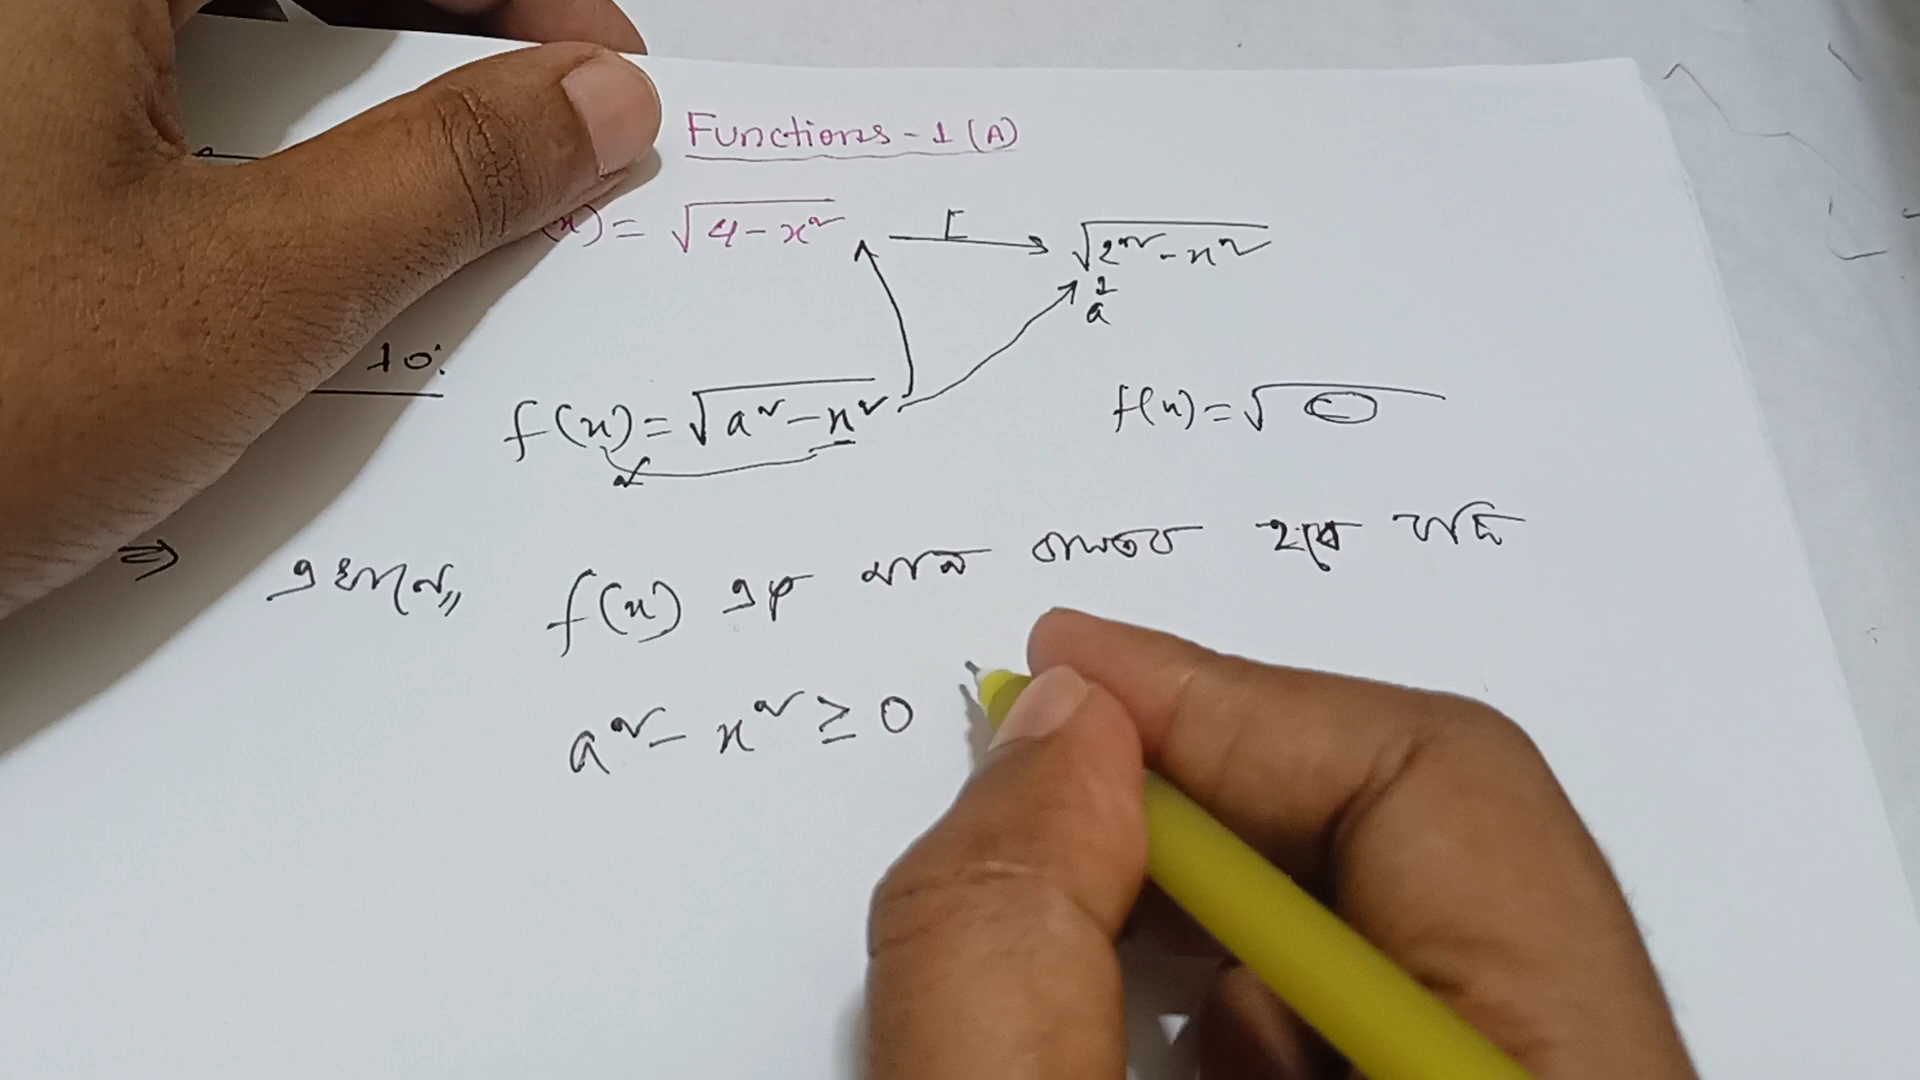 Functions - 1 (A)
(x) = √4 - x² → √2² - x²
a
10:
f(x) = √a² - x² f(x) = √(-)
⇒ এখানে,, f(x) এর মান বাস্তব হবে যদি
a² - x² ≥ 0